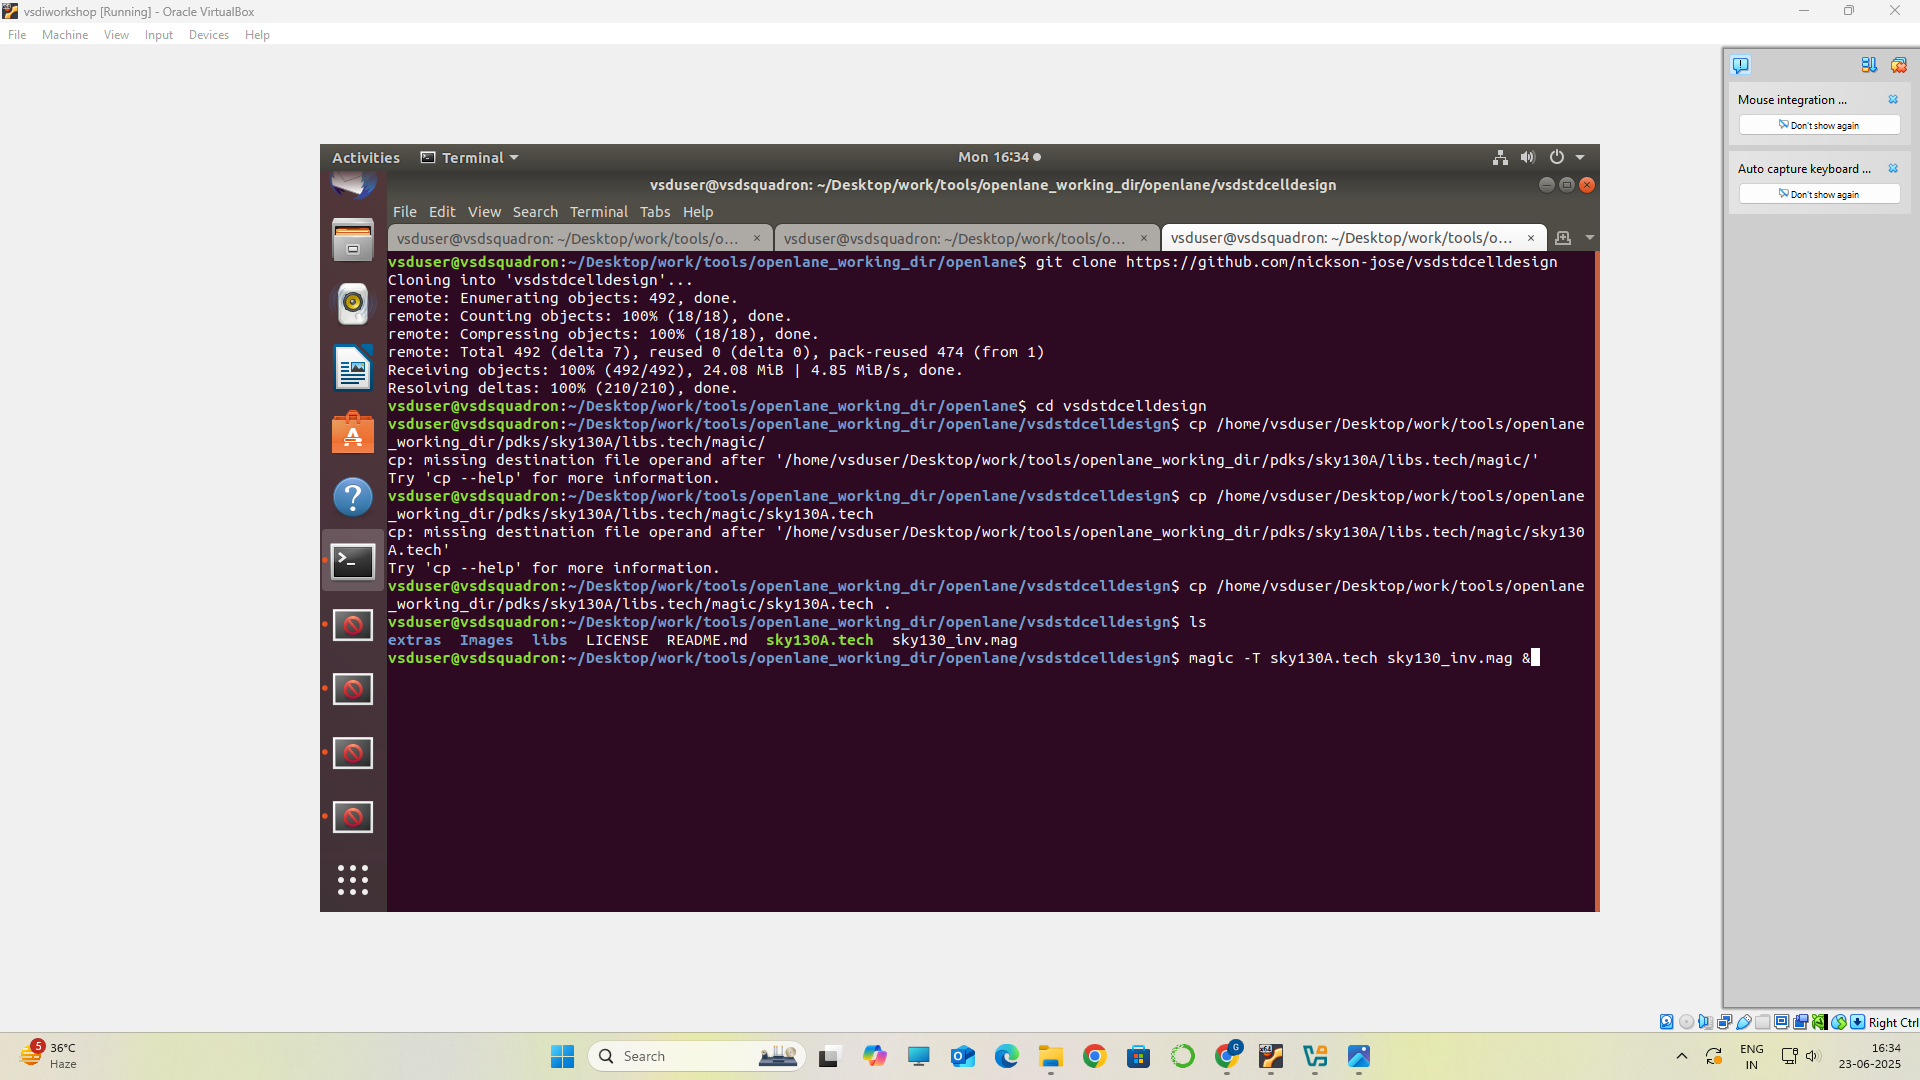 vsdiworkshop [Running] - Oracle VirtualBox
File Machine View Input Devices Help
Mouse integration ...
Don't show again
Auto capture keyboard ...
Don't show again
Activities Terminal Mon 16:34
vsduser@vsdsquadron: ~/Desktop/work/tools/openlane_working_dir/openlane/vsdstdcelldesign
File Edit View Search Terminal Tabs Help
vsduser@vsdsquadron: ~/Desktop/work/tools/o... × vsduser@vsdsquadron: ~/Desktop/work/tools/o... × vsduser@vsdsquadron: ~/Desktop/work/tools/o... ×
vsduser@vsdsquadron:~/Desktop/work/tools/openlane_working_dir/openlane$ git clone https://github.com/nickson-jose/vsdstdcelldesign
Cloning into 'vsdstdcelldesign'...
remote: Enumerating objects: 492, done.
remote: Counting objects: 100% (18/18), done.
remote: Compressing objects: 100% (18/18), done.
remote: Total 492 (delta 7), reused 0 (delta 0), pack-reused 474 (from 1)
Receiving objects: 100% (492/492), 24.08 MiB | 4.85 MiB/s, done.
Resolving deltas: 100% (210/210), done.
vsduser@vsdsquadron:~/Desktop/work/tools/openlane_working_dir/openlane$ cd vsdstdcelldesign
vsduser@vsdsquadron:~/Desktop/work/tools/openlane_working_dir/openlane/vsdstdcelldesign$ cp /home/vsduser/Desktop/work/tools/openlane
_working_dir/pdks/sky130A/libs.tech/magic/
cp: missing destination file operand after '/home/vsduser/Desktop/work/tools/openlane_working_dir/pdks/sky130A/libs.tech/magic/'
Try 'cp --help' for more information.
vsduser@vsdsquadron:~/Desktop/work/tools/openlane_working_dir/openlane/vsdstdcelldesign$ cp /home/vsduser/Desktop/work/tools/openlane
_working_dir/pdks/sky130A/libs.tech/magic/sky130A.tech
cp: missing destination file operand after '/home/vsduser/Desktop/work/tools/openlane_working_dir/pdks/sky130A/libs.tech/magic/sky130
A.tech'
Try 'cp --help' for more information.
vsduser@vsdsquadron:~/Desktop/work/tools/openlane_working_dir/openlane/vsdstdcelldesign$ cp /home/vsduser/Desktop/work/tools/openlane
_working_dir/pdks/sky130A/libs.tech/magic/sky130A.tech .
vsduser@vsdsquadron:~/Desktop/work/tools/openlane_working_dir/openlane/vsdstdcelldesign$ ls
extras Images libs LICENSE README.md sky130A.tech sky130_inv.mag
vsduser@vsdsquadron:~/Desktop/work/tools/openlane_working_dir/openlane/vsdstdcelldesign$ magic -T sky130A.tech sky130_inv.mag &
Right Ctrl
5 36°C
Haze
Search
G
ENG
IN
16:34
23-06-2025